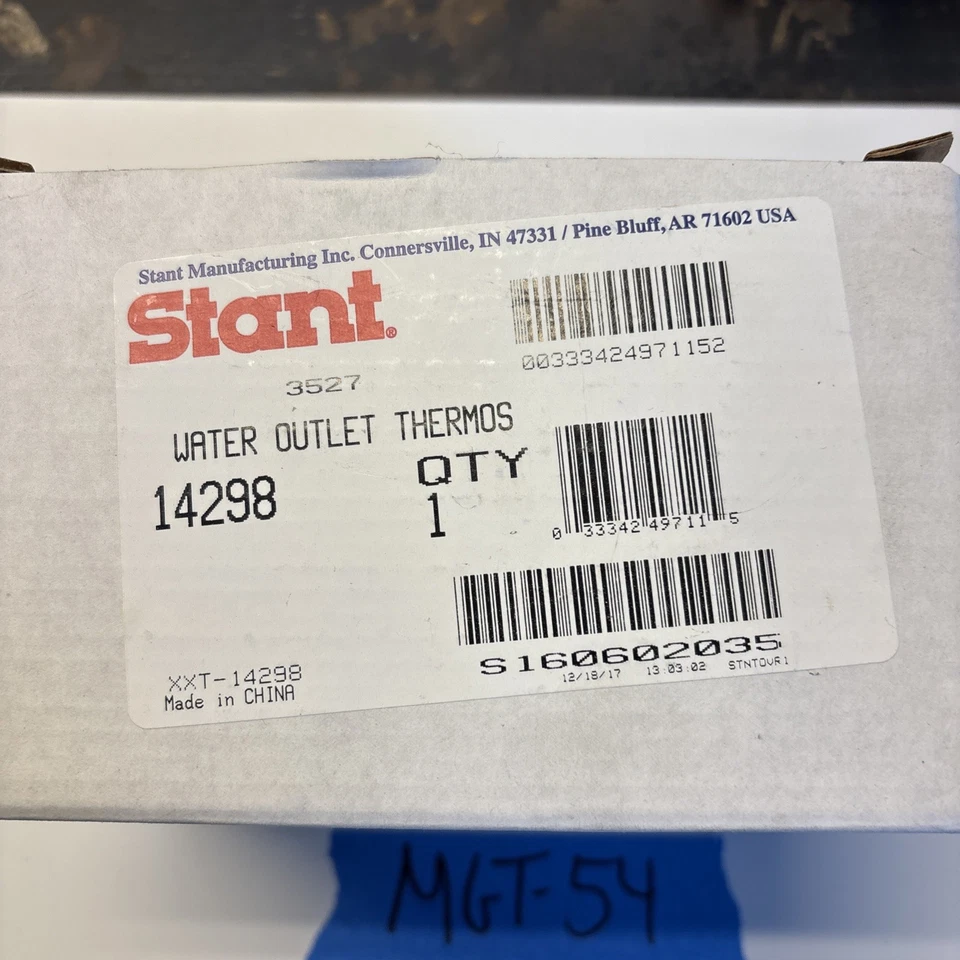 Stant Manufacturing Inc. Connersville, IN 47331 / Pine Bluff, AR 71602 USA
Stant®
00333424971152
3527
WATER OUTLET THERMOS
14298
QTY
1
0 33342 49711 5
S160602035
12/18/17 13:03:02 STNTOVR1
XXT-14298
Made in CHINA
MGT-54